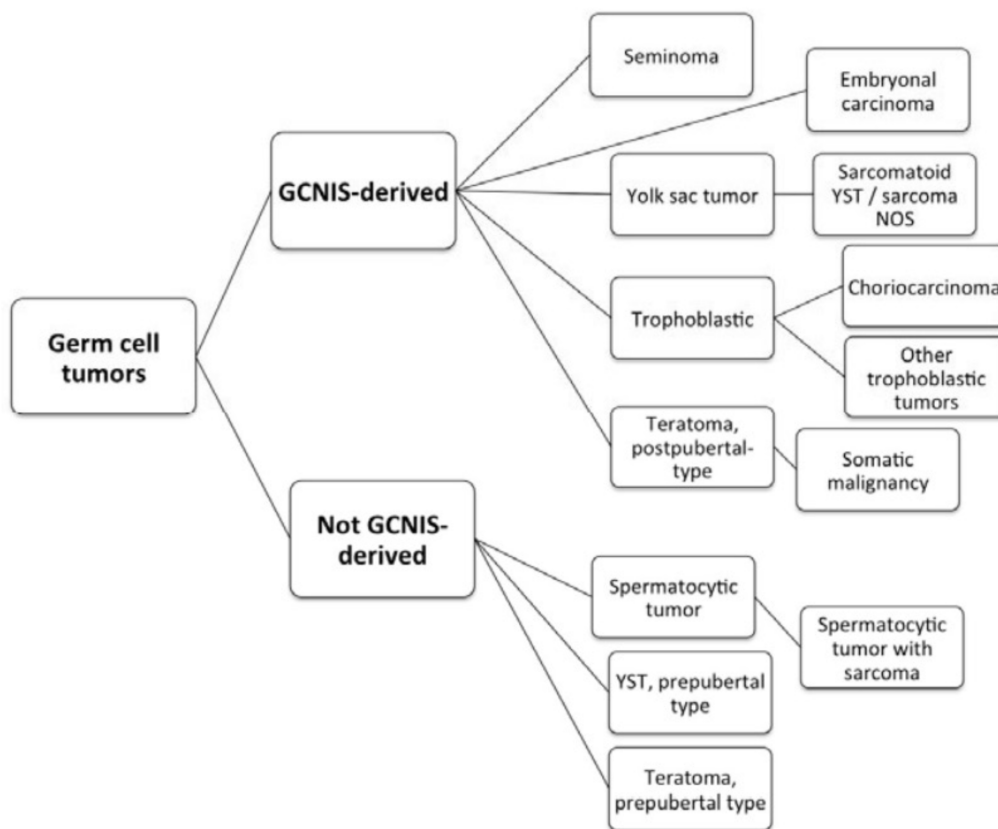 Seminoma
Embryonal
carcinoma
GCNIS-derived
Yolk sac tumor
Sarcomatoid
YST / sarcoma
NOS
Trophoblastic
Choriocarcinoma
Other
trophoblastic
tumors
Germ cell
tumors
Teratoma,
postpubertal-
type
Somatic
malignancy
Not GCNIS-
derived
Spermatocytic
tumor
Spermatocytic
tumor with
sarcoma
YST, prepubertal
type
Teratoma,
prepubertal type